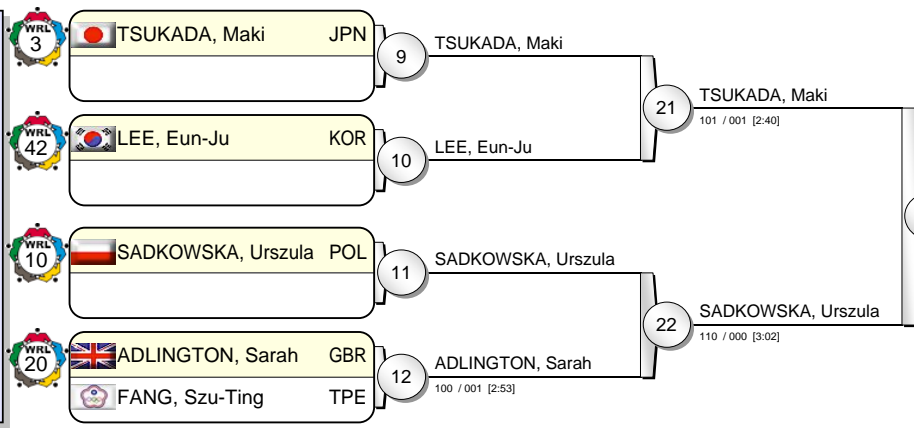 WRL
3
TSUKADA, Maki JPN
9
TSUKADA, Maki
21
TSUKADA, Maki
101 / 001 [2:40]
WRL
42
LEE, Eun-Ju KOR
10
LEE, Eun-Ju
WRL
10
SADKOWSKA, Urszula POL
11
SADKOWSKA, Urszula
22
SADKOWSKA, Urszula
110 / 000 [3:02]
WRL
20
ADLINGTON, Sarah GBR
12
ADLINGTON, Sarah
100 / 001 [2:53]
FANG, Szu-Ting TPE